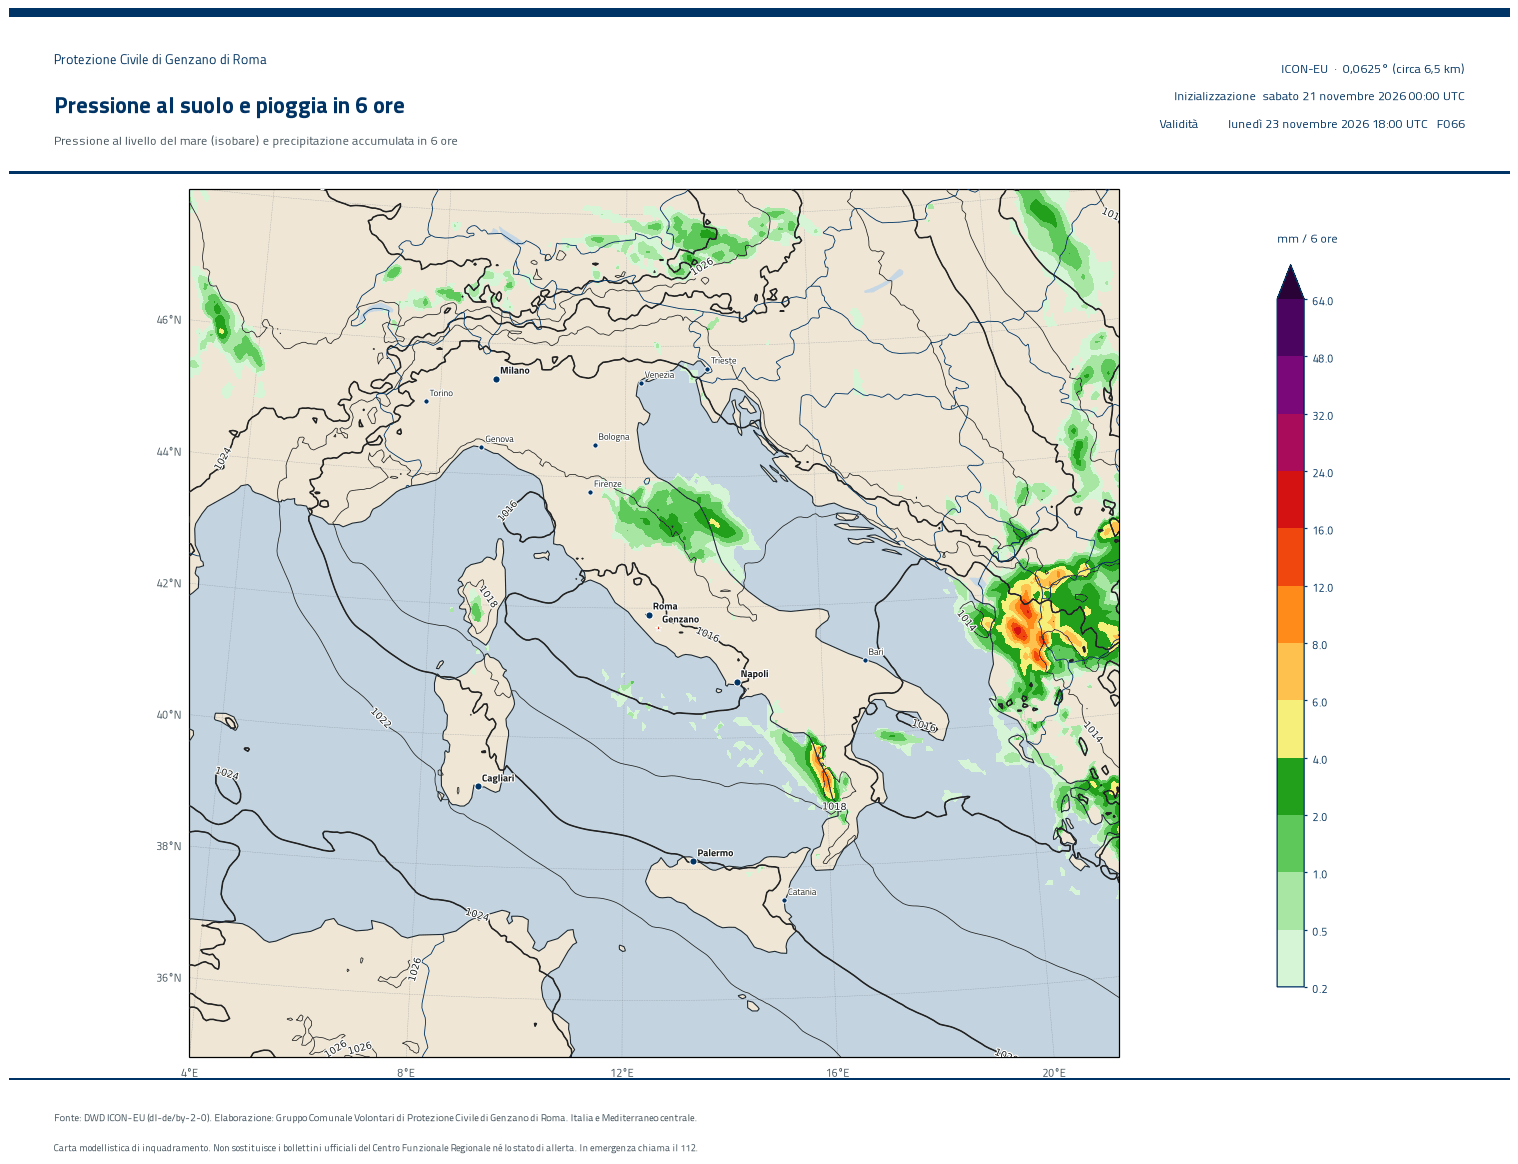 Protezione Civile di Genzano di Roma
Pressione al suolo e pioggia in 6 ore
Pressione al livello del mare (isobare) e precipitazione accumulata in 6 ore
ICON-EU · 0,0625° (circa 6,5 km)
Inizializzazione sabato 21 novembre 2026 00:00 UTC
Validità lunedì 23 novembre 2026 18:00 UTC F066
mm / 6 ore
64.0
48.0
32.0
24.0
16.0
12.0
8.0
6.0
4.0
2.0
1.0
0.5
0.2
46°N
44°N
42°N
40°N
38°N
36°N
4°E
8°E
12°E
16°E
20°E
1026
Trieste
Milano
Venezia
Torino
Bologna
Genova
1024
Firenze
1016
1018
Roma
Genzano
1016
1014
Bari
Napoli
1022
1016
1014
1024
Cagliari
1018
Palermo
Catania
1024
1026
1026
1026
Fonte: DWD ICON-EU (dl-de/by-2-0). Elaborazione: Gruppo Comunale Volontari di Protezione Civile di Genzano di Roma. Italia e Mediterraneo centrale.
Carta modellistica di inquadramento. Non sostituisce i bollettini ufficiali del Centro Funzionale Regionale né lo stato di allerta. In emergenza chiama il 112.